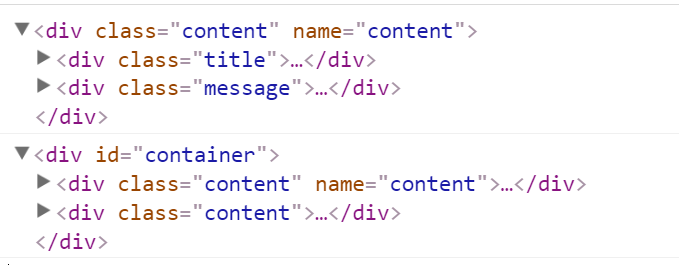 ▼<div class="content" name="content">
▶<div class="title">…</div>
▶<div class="message">…</div>
</div>
▼<div id="container">
▶<div class="content" name="content">…</div>
▶<div class="content">…</div>
</div>